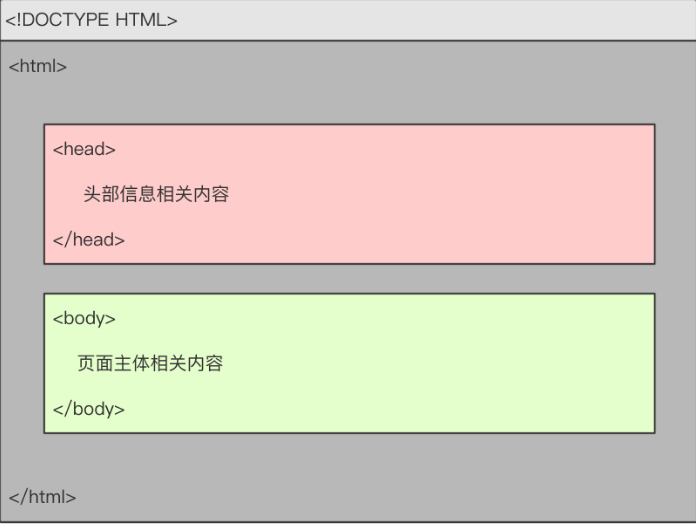 <!DOCTYPE HTML>
<html>
<head>
头部信息相关内容
</head>
<body>
页面主体相关内容
</body>
</html>